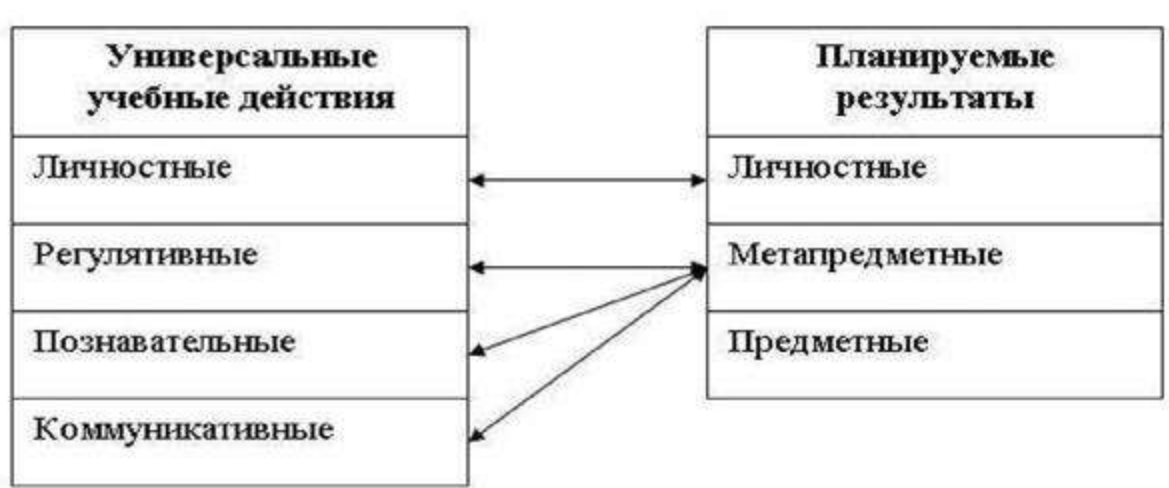 Универсальные
учебные действия
Личностные
Регулятивные
Познавательные
Коммуникативные
Планируемые
результаты
Личностные
Метапредметные
Предметные